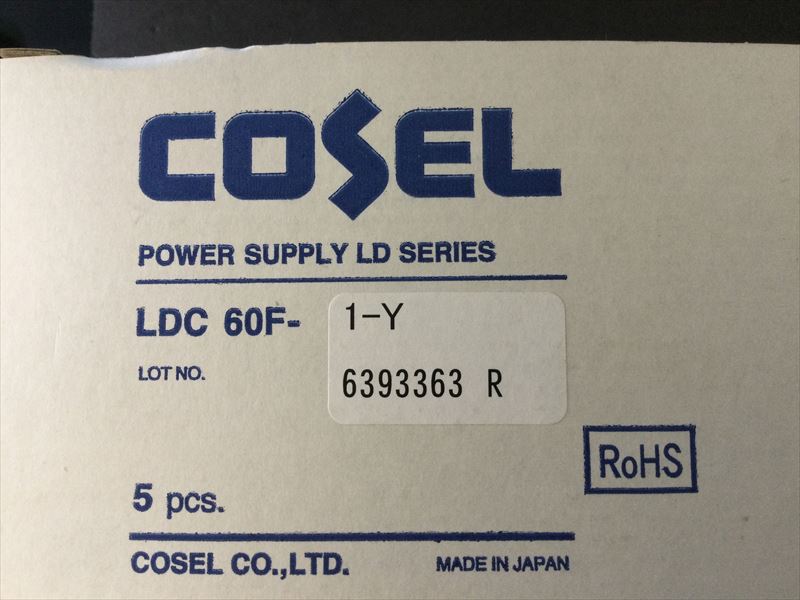 COSEL
POWER SUPPLY LD SERIES
LDC 60F- 1-Y
LOT NO. 6393363 R
RoHS
5 pcs.
COSEL CO.,LTD. MADE IN JAPAN